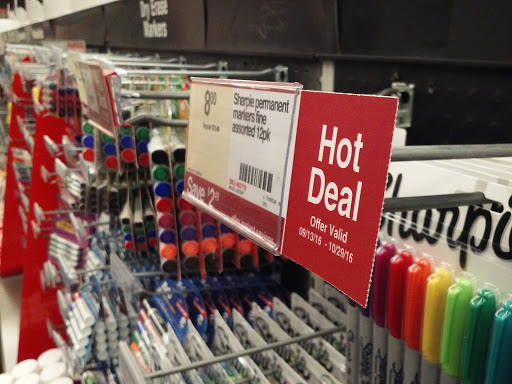 Dry Erase
Markers
8.00
Sharpie permanent
markers fine
assorted 12pk
Save $2
Hot
Deal
Offer Valid
09/13/16 - 10/29/16
Sharpie